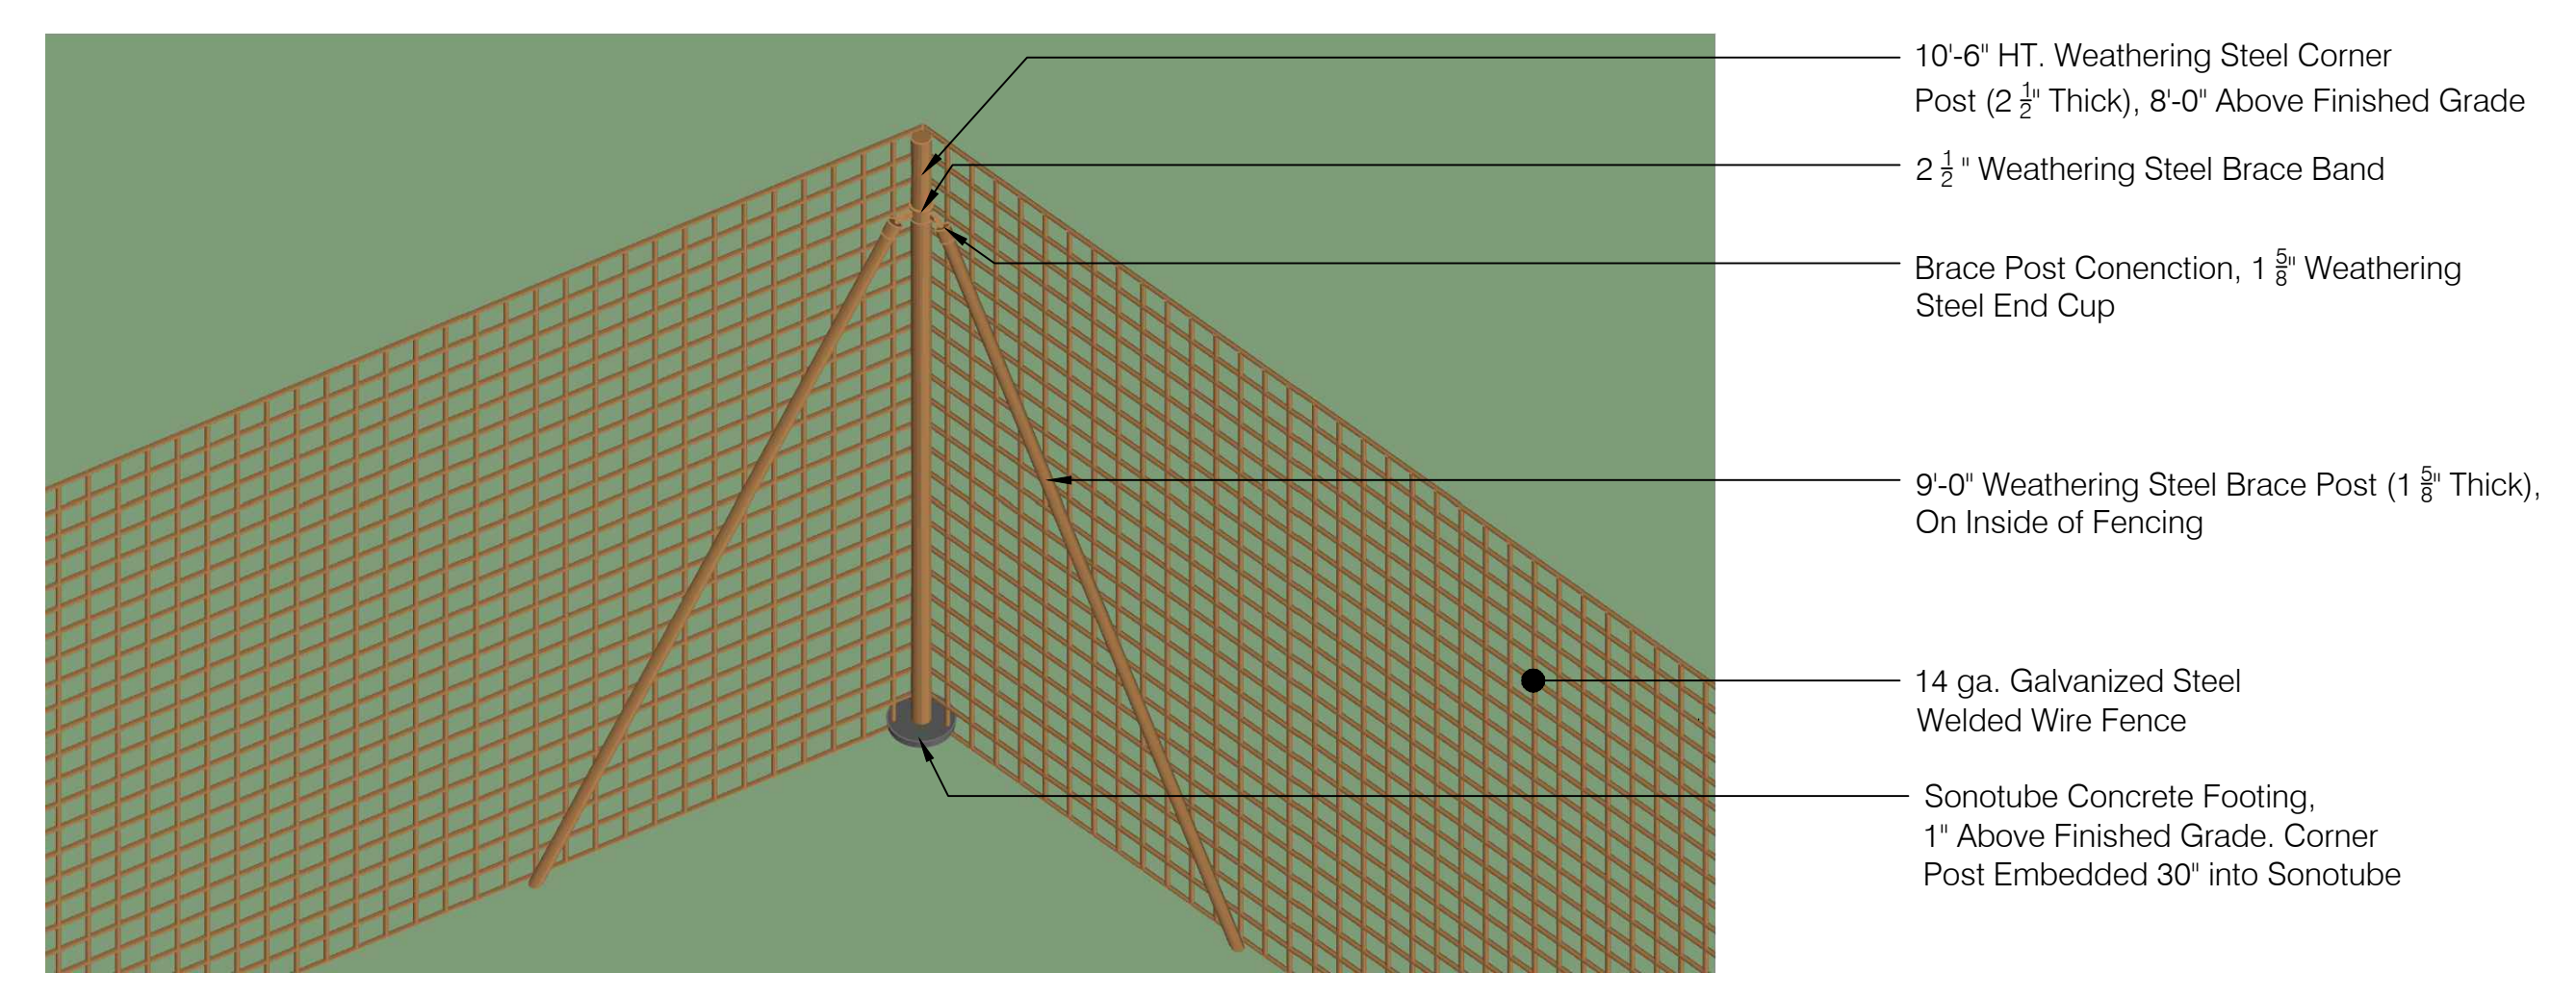 10'-6" HT. Weathering Steel Corner
Post (2 1/2" Thick), 8'-0" Above Finished Grade
2 1/2 " Weathering Steel Brace Band
Brace Post Conenction, 1 5/8" Weathering
Steel End Cup
9'-0" Weathering Steel Brace Post (1 5/8" Thick),
On Inside of Fencing
14 ga. Galvanized Steel
Welded Wire Fence
Sonotube Concrete Footing,
1" Above Finished Grade. Corner
Post Embedded 30" into Sonotube